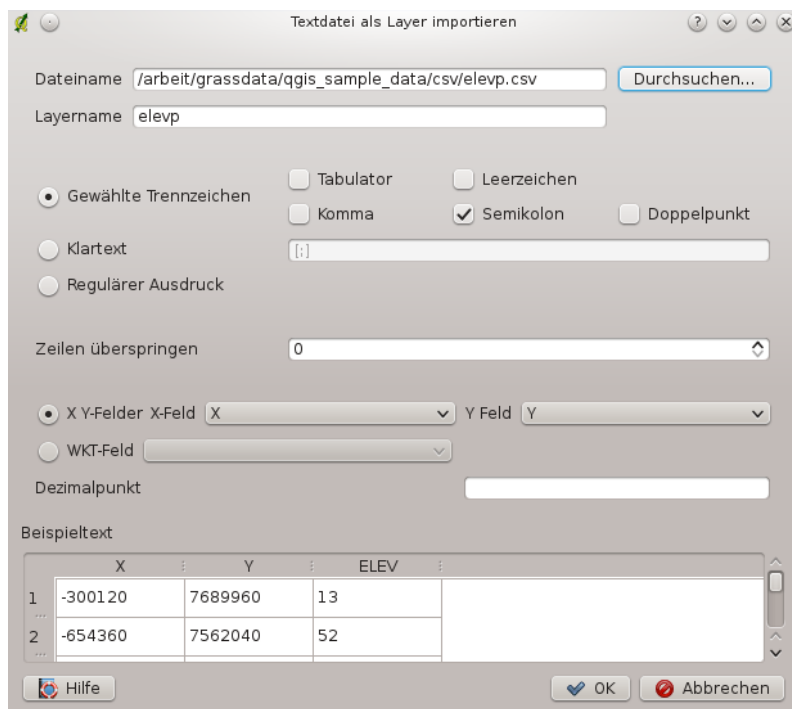 Textdatei als Layer importieren
Dateiname /arbeit/grassdata/qgis_sample_data/csv/elevp.csv Durchsuchen...
Layername elevp
Gewählte Trennzeichen Tabulator Leerzeichen
Komma Semikolon Doppelpunkt
Klartext [;]
Regulärer Ausdruck
Zeilen überspringen 0
X Y-Felder X-Feld X Y Feld Y
WKT-Feld
Dezimalpunkt
Beispieltext
X Y ELEV
1 -300120 7689960 13
2 -654360 7562040 52
Hilfe OK Abbrechen